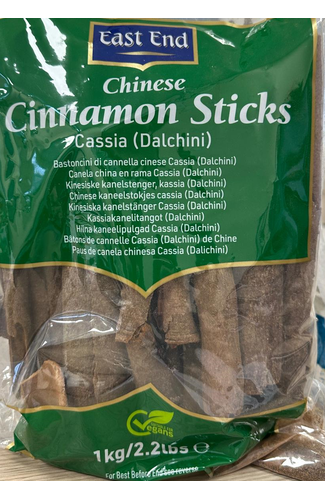 East End
Chinese
Cinnamon Sticks
Cassia (Dalchini)
Bastoncini di cannella cinese Cassia (Dalchini)
Canela china en rama Cassia (Dalchini)
Kinesiske kanelstenger, kassia (Dalchini)
Chinese kaneelstokjes cassia (Dalchini)
Kinesiska kanelstänger Cassia (Dalchini)
Kassiakanelitangot (Dalchini)
Hiina kaneelipulgad Cassia (Dalchini)
Bâtons de cannelle Cassia (Dalchini) de Chine
Paus de canela chinesa Cassia (Dalichini)
Vegans
1kg/2.2lbs e
For Best Before End see reverse